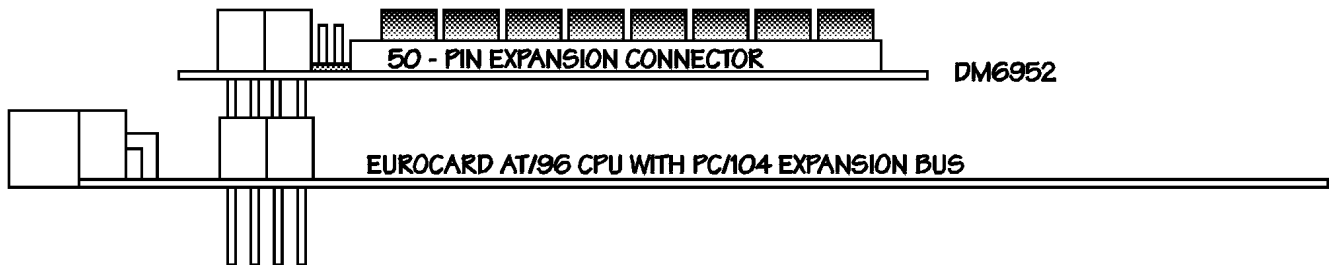 50 - PIN EXPANSION CONNECTOR
DM6952
EUROCARD AT/96 CPU WITH PC/104 EXPANSION BUS